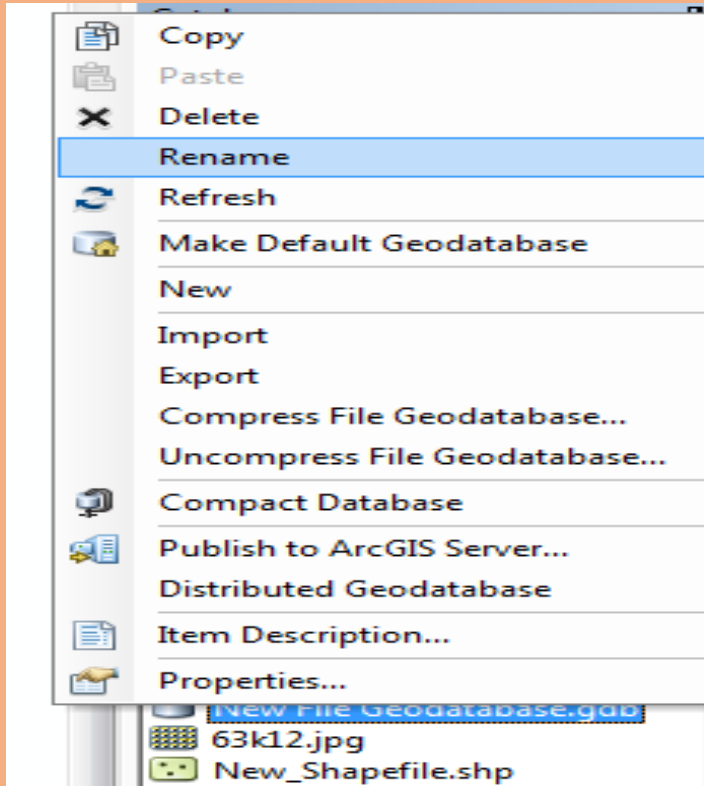 Copy
Paste
Delete
Rename
Refresh
Make Default Geodatabase
New
Import
Export
Compress File Geodatabase...
Uncompress File Geodatabase...
Compact Database
Publish to ArcGIS Server...
Distributed Geodatabase
Item Description...
Properties...
New File Geodatabase.gdb
63k12.jpg
New_Shapefile.shp